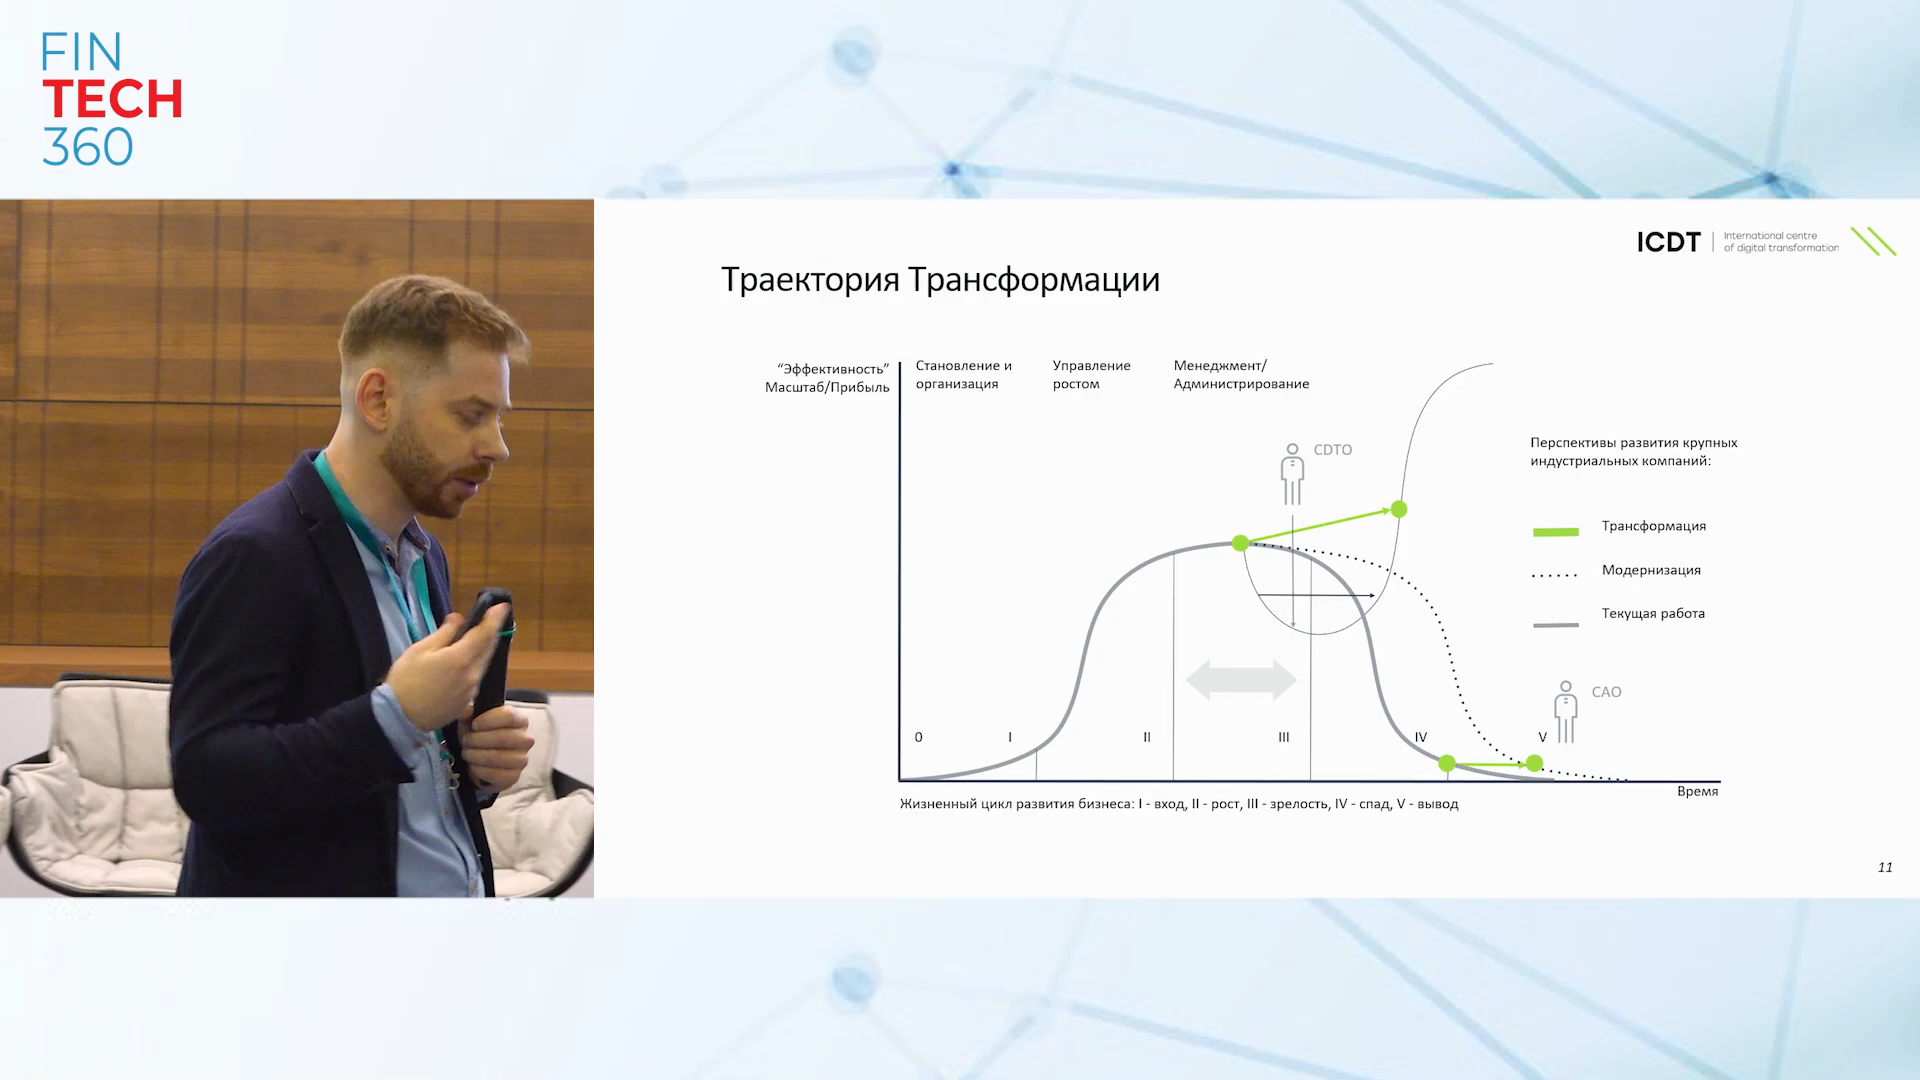 FIN
TECH
360
ICDT
International centre
of digital transformation
Траектория Трансформации
“Эффективность”
Масштаб/Прибыль
Становление и
организация
Управление
ростом
Менеджмент/
Администрирование
CDTO
Перспективы развития крупных
индустриальных компаний:
Трансформация
Модернизация
Текущая работа
CAO
0 I II III IV V
Время
Жизненный цикл развития бизнеса: I - вход, II - рост, III - зрелость, IV - спад, V - вывод
11